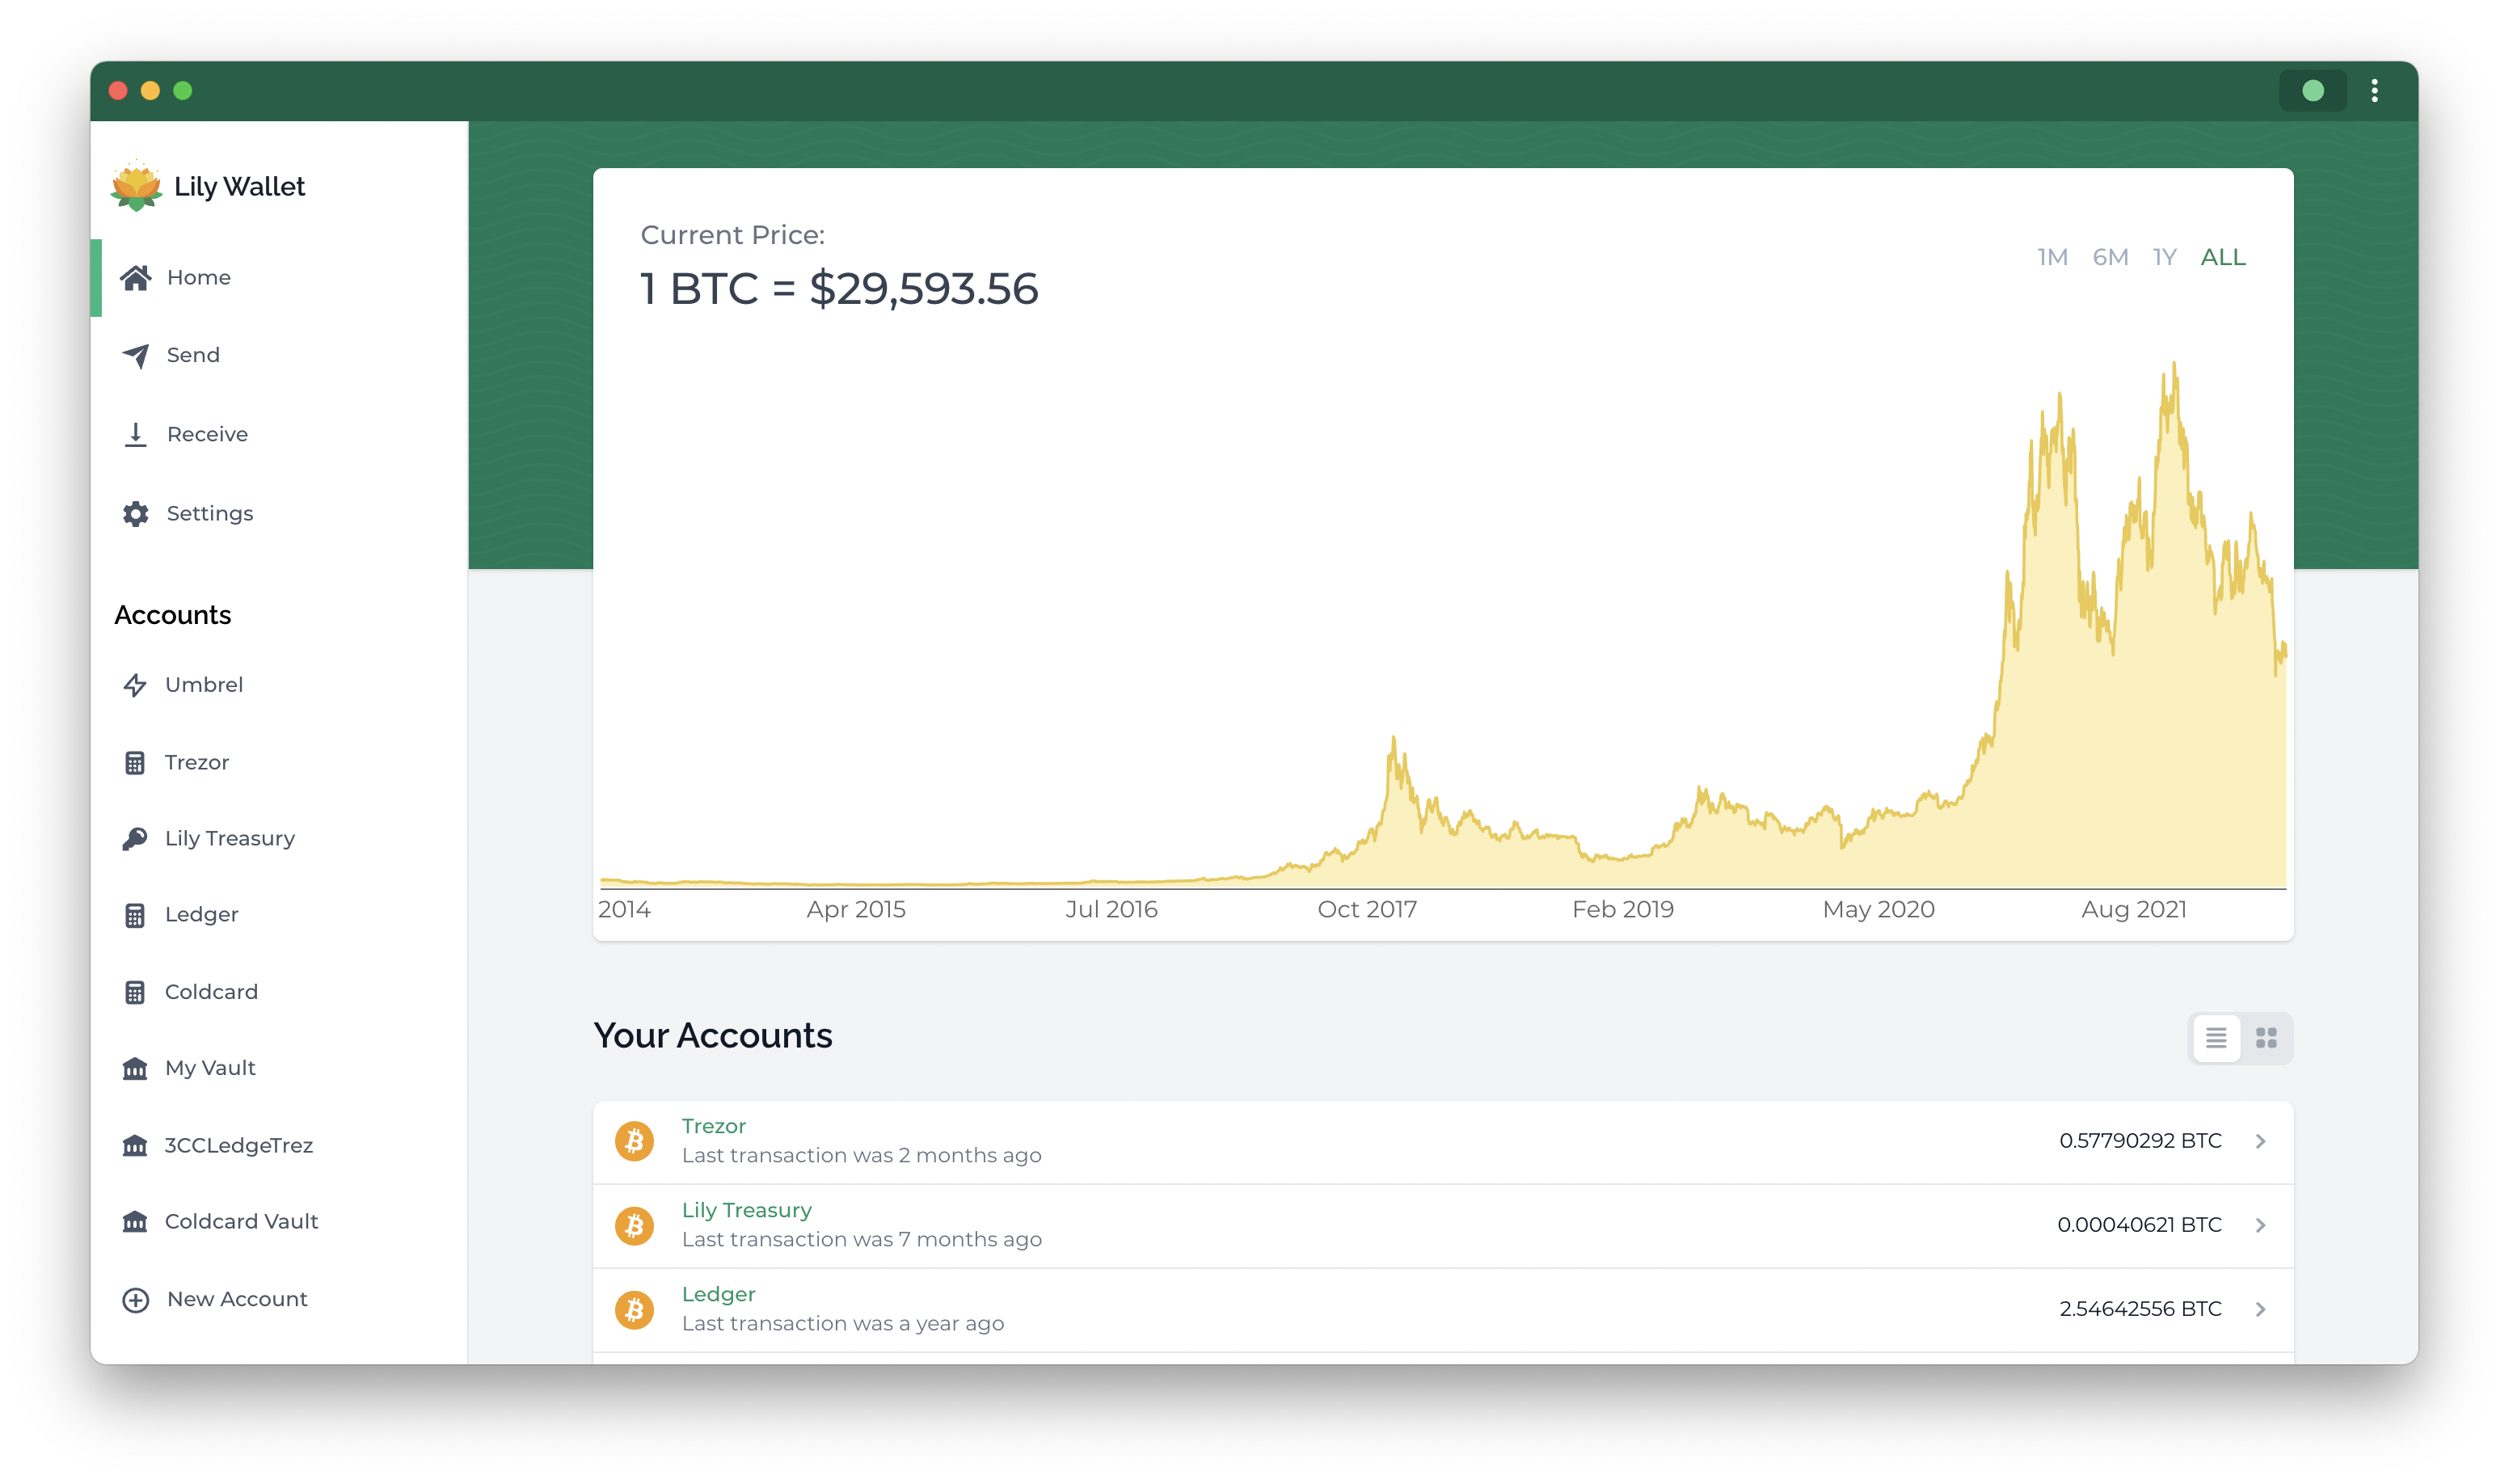 Lily Wallet
Home
Send
Receive
Settings
Accounts
Umbrel
Trezor
Lily Treasury
Ledger
Coldcard
My Vault
3CCLedgeTrez
Coldcard Vault
New Account
Current Price:
1 BTC = $29,593.56
1M 6M 1Y ALL
2014 Apr 2015 Jul 2016 Oct 2017 Feb 2019 May 2020 Aug 2021
Your Accounts
Trezor
Last transaction was 2 months ago
0.57790292 BTC
Lily Treasury
Last transaction was 7 months ago
0.00040621 BTC
Ledger
Last transaction was a year ago
2.54642556 BTC